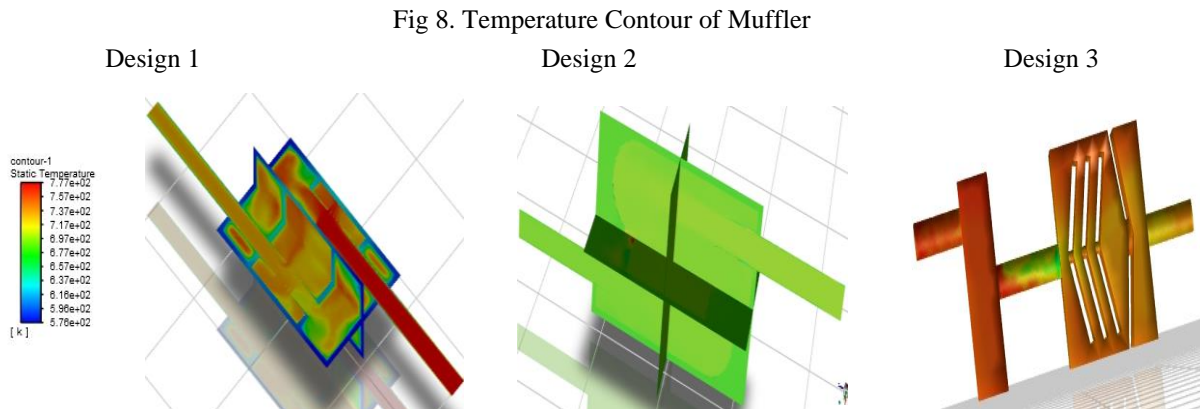 Fig 8. Temperature Contour of Muffler
Design 1
Design 2
Design 3
contour-1
Static Temperature
7.77e+02
7.57e+02
7.37e+02
7.17e+02
6.97e+02
6.77e+02
6.57e+02
6.37e+02
6.16e+02
5.96e+02
5.76e+02
[ k ]